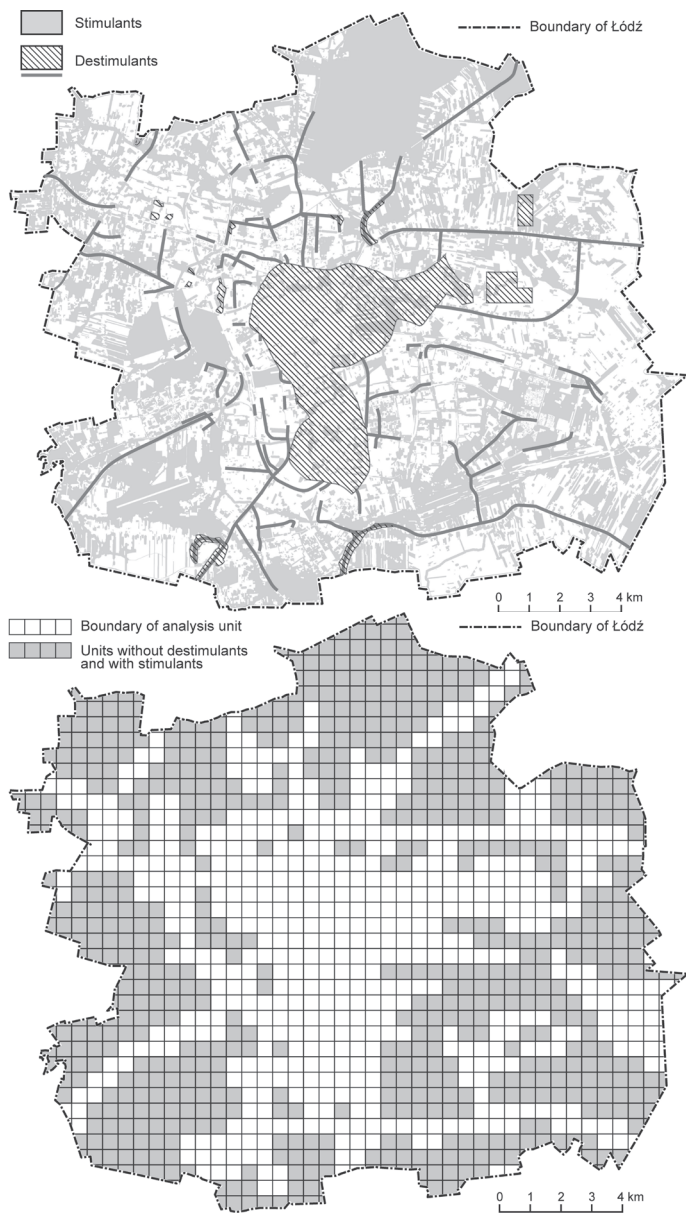 Stimulants
Boundary of Łódź
Destimulants
0 1 2 3 4 km
Boundary of analysis unit
Boundary of Łódź
Units without destimulants
and with stimulants
0 1 2 3 4 km